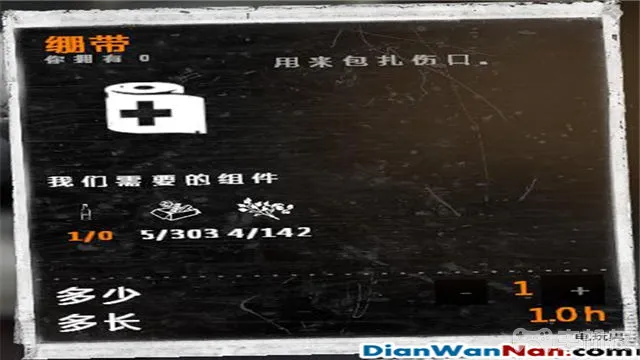 绷带
你拥有 0
用来包扎伤口。
我们需要的组件
1/0 5/303 4/142
多少 - 1 +
多长 1.0h
DianWanNan.com